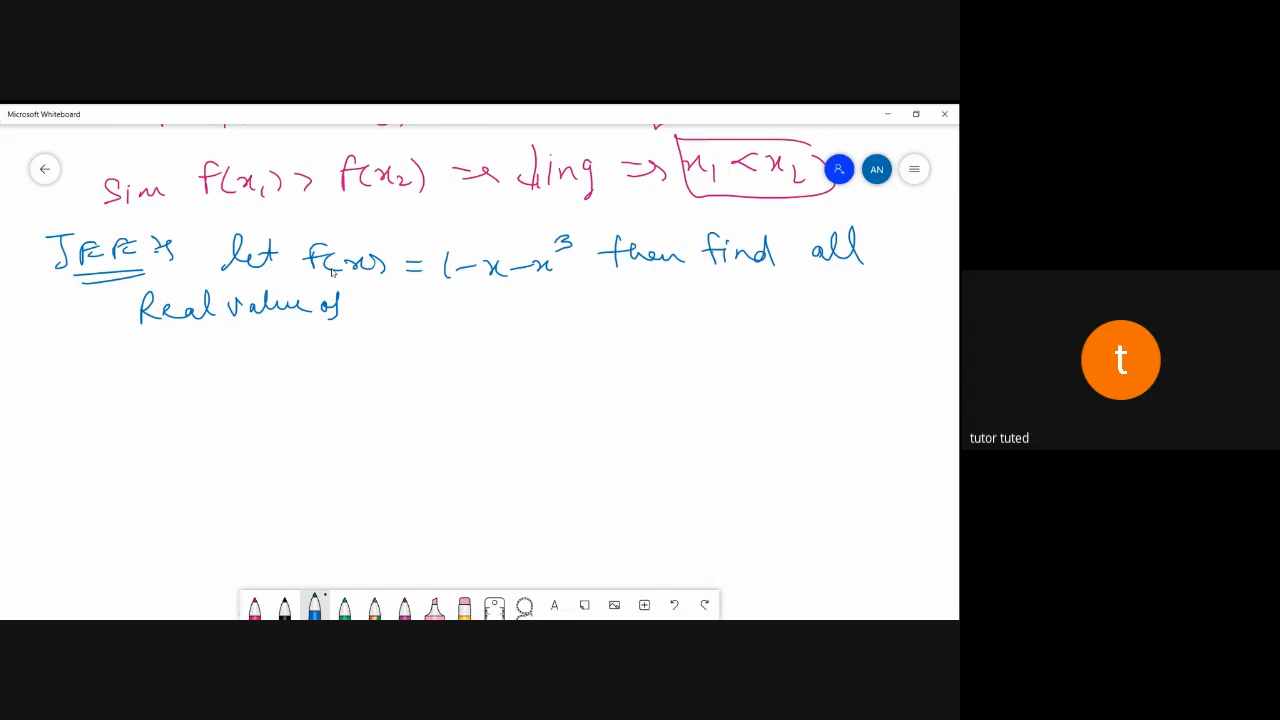 Microsoft Whiteboard
Sim f(x₁) > f(x₂) ⇒ ↓ing ⇒ x₁ < x₂
AN
JEE let f(x) = 1-x-x³ then find all
Real value of
t
tutor tuted
A